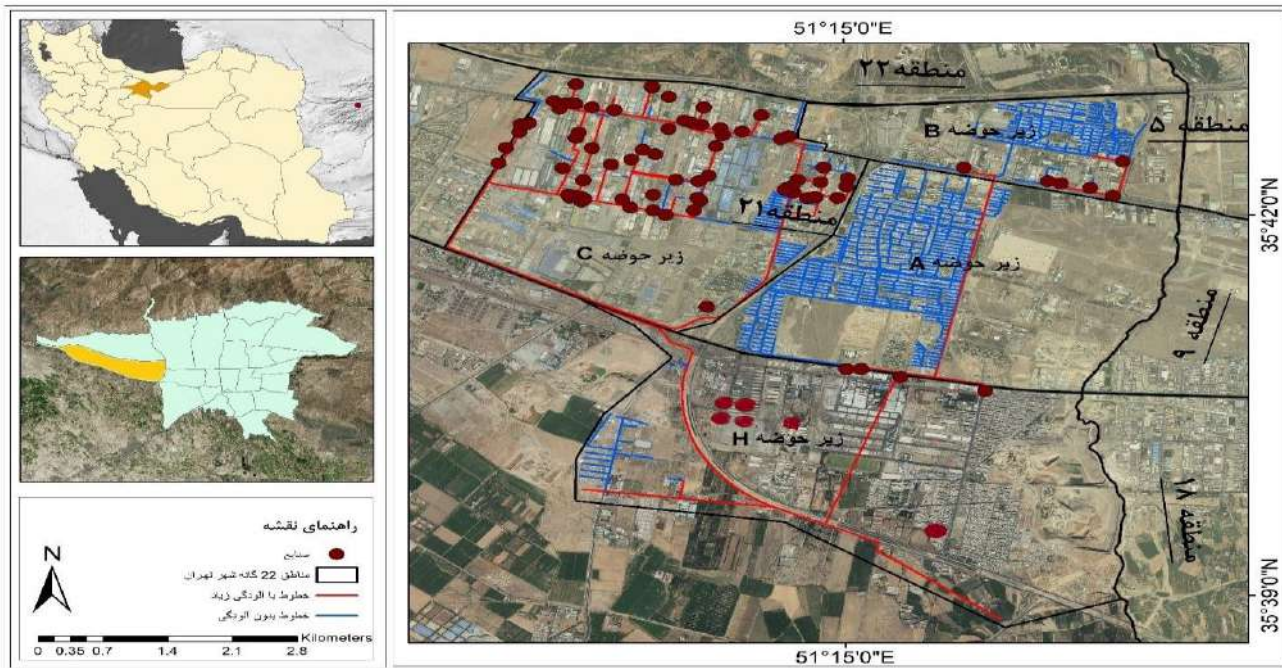 51°15'0"E
منطقه ۲۲
زیر حوضه B
منطقه ۵
35°42'0"N
منطقه ۲۱
زیر حوضه C
زیر حوضه A
منطقه ۹
زیر حوضه H
منطقه ۱۸
35°39'0"N
51°15'0"E
راهنمای نقشه
صنایع
مناطق 22 گانه شهر تهران
خطوط با آلودگی زیاد
خطوط بدون آلودگی
N
Kilometers
0 0.35 0.7 1.4 2.1 2.8